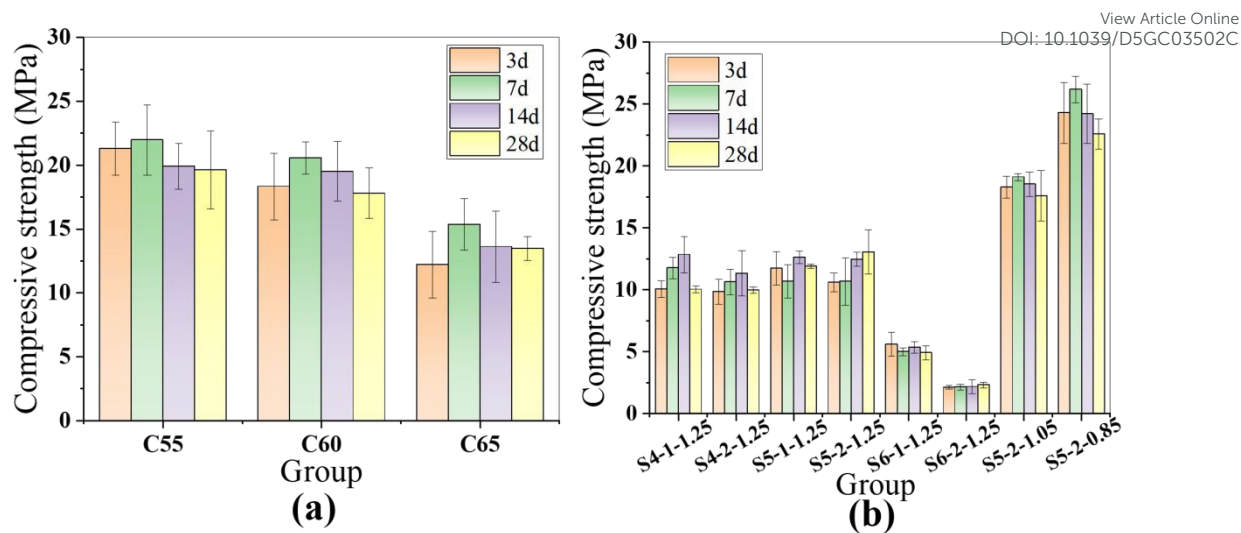 View Article Online
DOI: 10.1039/D5GC03502C
Compressive strength (MPa)
30
25
20
15
10
5
0
3d
7d
14d
28d
C55
C60
C65
Group
(a)
Compressive strength (MPa)
30
25
20
15
10
5
0
3d
7d
14d
28d
S4-1-1.25
S4-2-1.25
S5-1-1.25
S5-2-1.25
S6-1-1.25
S6-2-1.25
S5-2-1.05
S5-2-0.85
Group
(b)